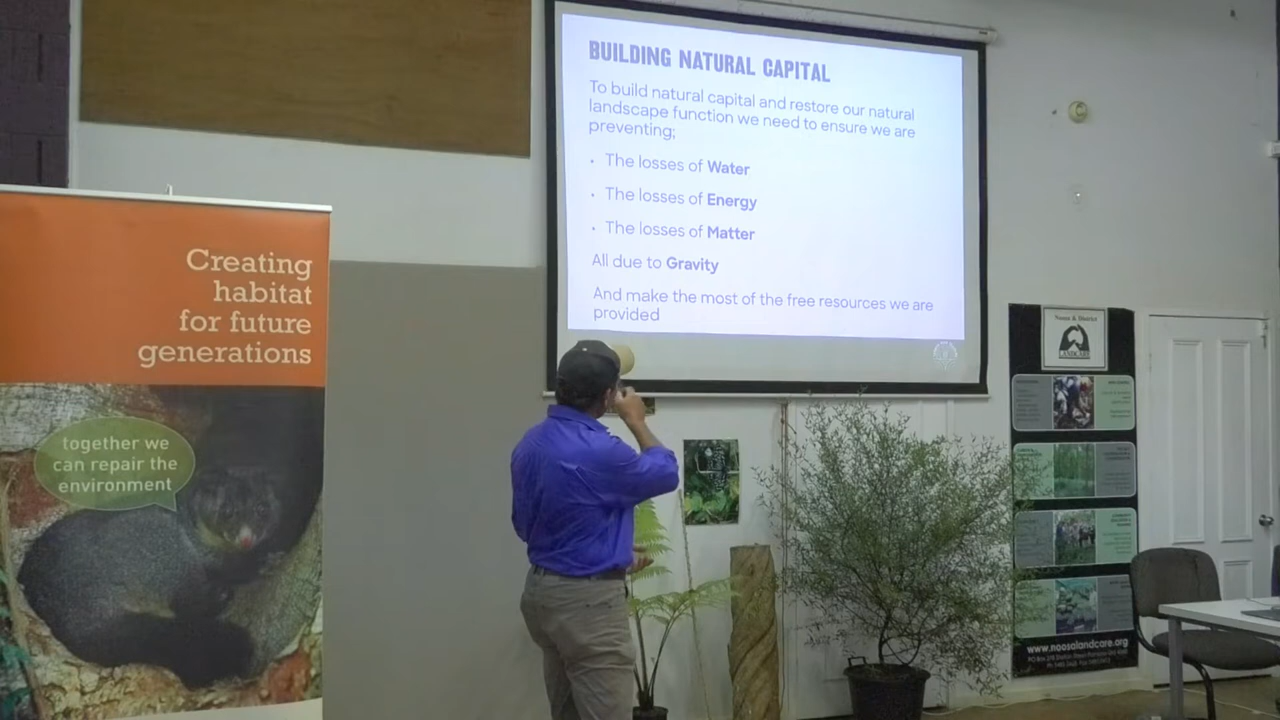 BUILDING NATURAL CAPITAL
To build natural capital and restore our natural
landscape function we need to ensure we are
preventing;
• The losses of Water
• The losses of Energy
• The losses of Matter
All due to Gravity
And make the most of the free resources we are
provided
Creating
habitat
for future
generations
together we
can repair the
environment
Noosa & District
LANDCARE
www.noosalandcare.org